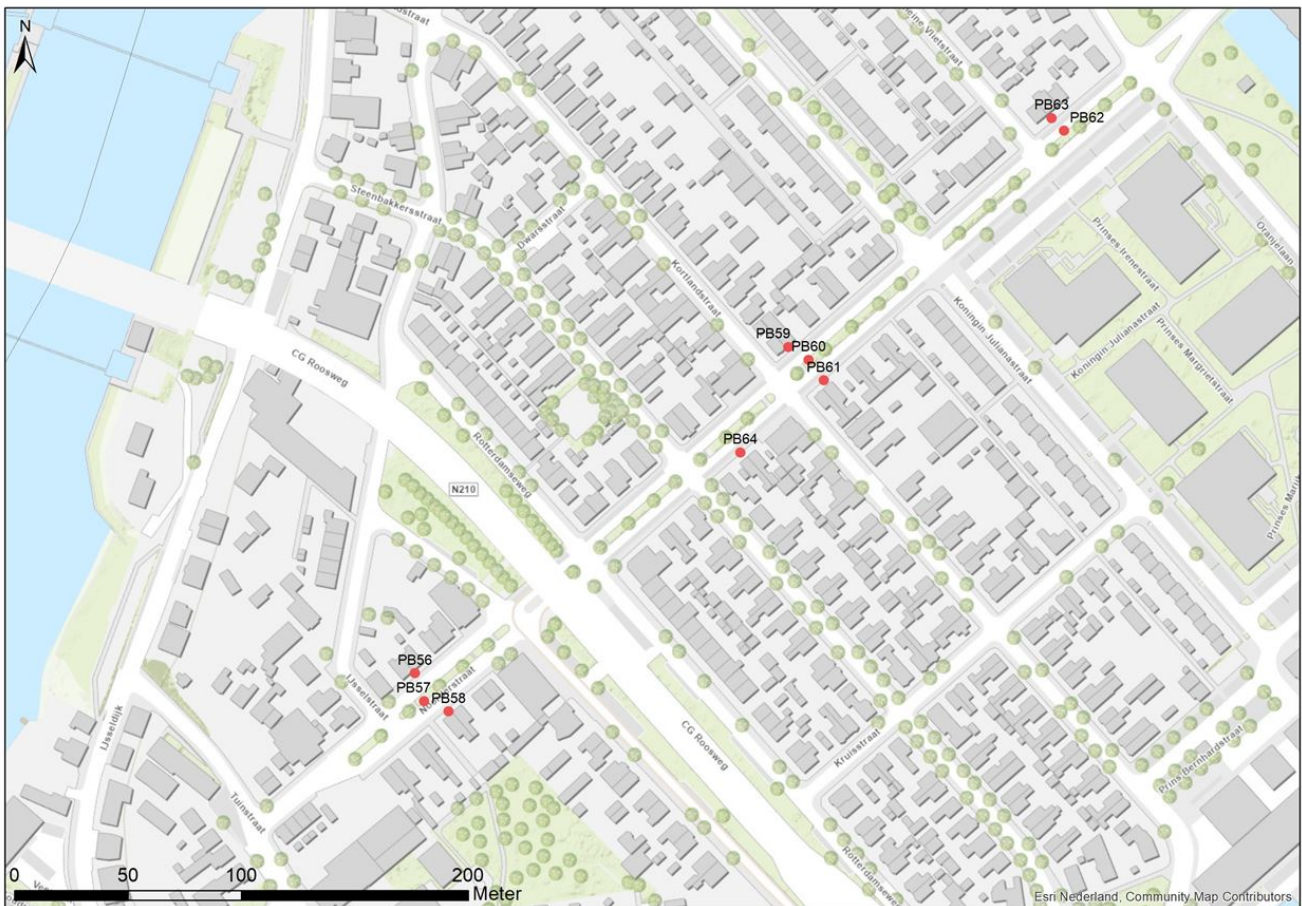 N
PB63
PB62
Steenbakkersstraat
Dwarsstraat
Kortlandstraat
Prinses Irenestraat
Oranjelaan
Koningin Julianastraat
Koningin Julianastraat
Prinses Margrietstraat
PB59
PB60
PB61
CG Roosweg
Rotterdamseweg
PB64
N210
PB56
PB57
PB58
IJsselstraat
IJsseldijk
CG Roosweg
Kruisstraat
Prins Bernhardstraat
Tuinstraat
Rotterdamseweg
0 50 100 200
Meter
Esri Nederland, Community Map Contributors